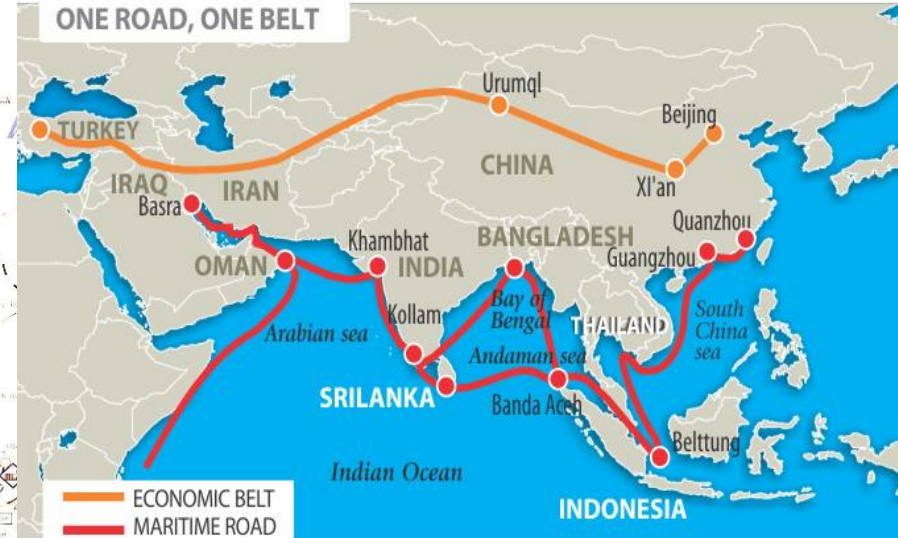 ONE ROAD, ONE BELT
Urumql
Beijing
TURKEY
CHINA
XI'an
IRAQ
IRAN
Basra
Quanzhou
Khambhat
BANGLADESH
Guangzhou
OMAN
INDIA
Bay of
Bengal
South
China
sea
Kollam
Arabian sea
THAILAND
Andaman sea
SRILANKA
Banda Aceh
Belttung
Indian Ocean
INDONESIA
ECONOMIC BELT
MARITIME ROAD